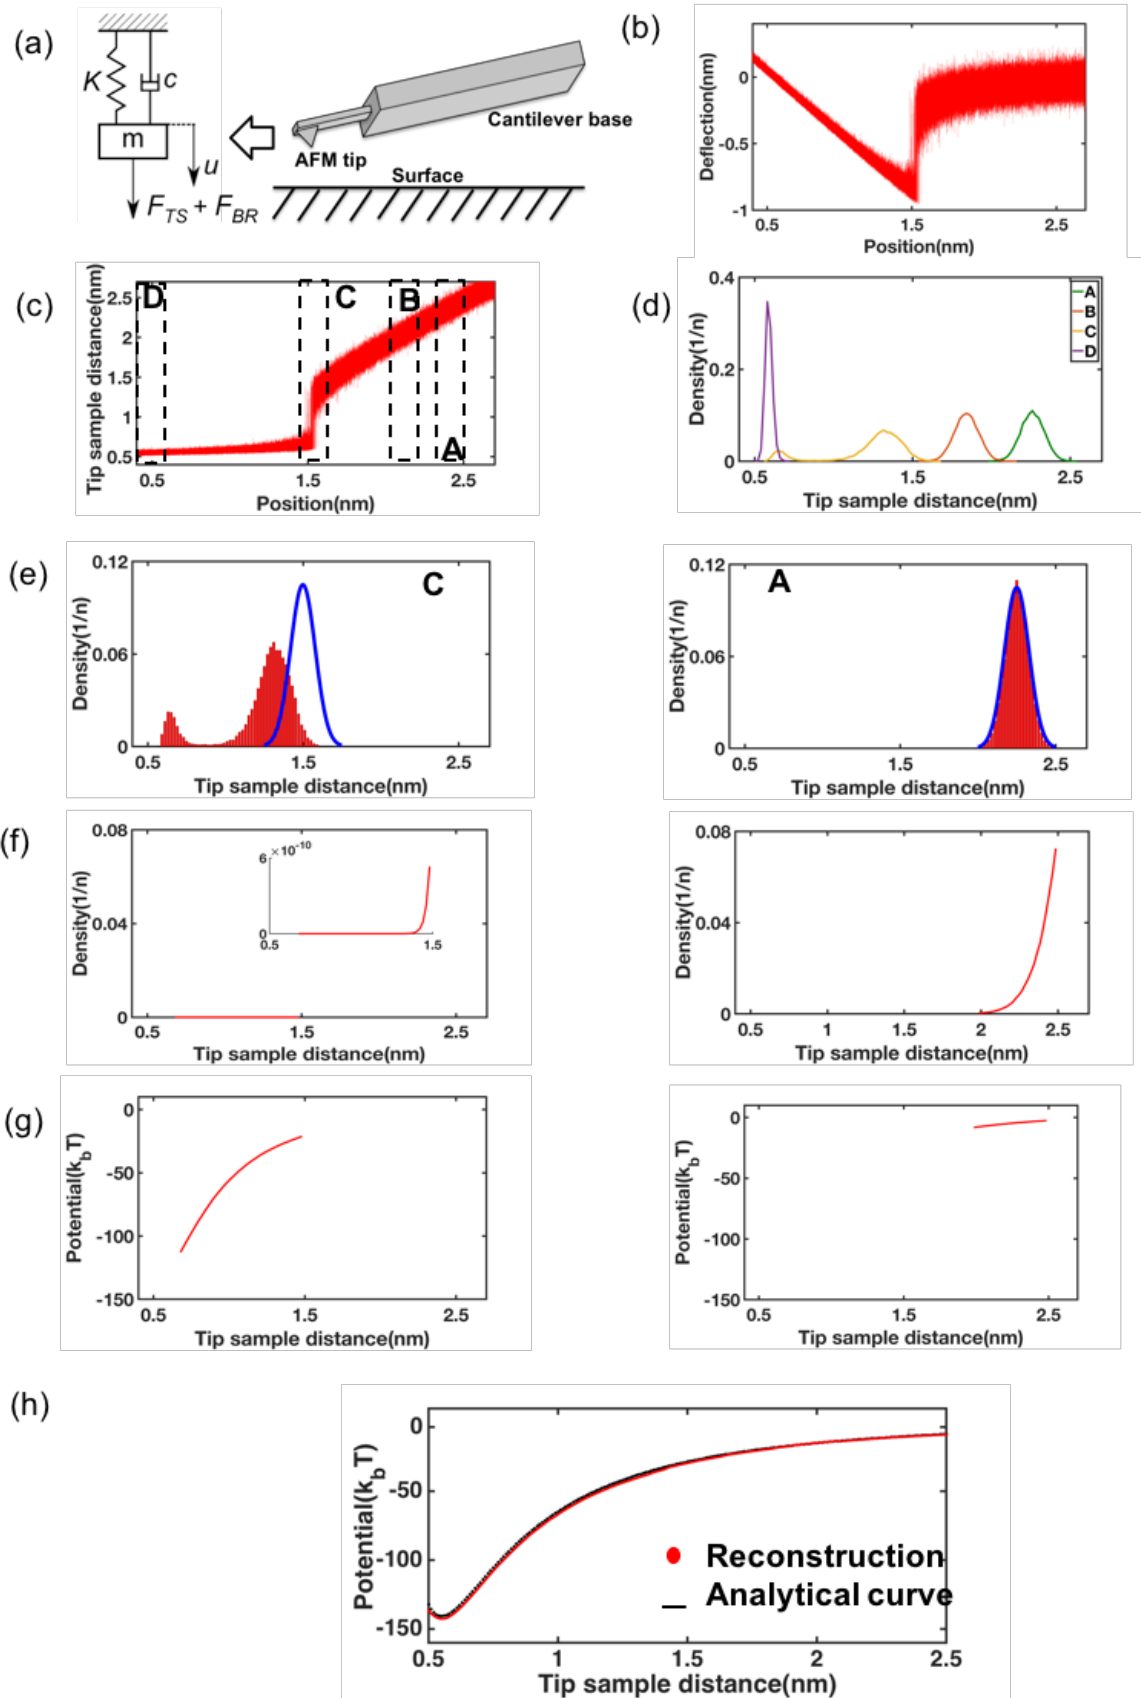 (a)
K
c
m
u
F_TS + F_BR
Cantilever base
AFM tip
Surface
(b)
Deflection(nm)
0
-0.5
-1
0.5
1.5
2.5
Position(nm)
(c)
Tip sample distance(nm)
2.5
2
1.5
1
0.5
D
C
B
A
0.5
1.5
2.5
Position(nm)
(d)
Density(1/n)
0.4
0.2
0
A
B
C
D
0.5
1.5
2.5
Tip sample distance(nm)
(e)
Density(1/n)
0.12
0.06
0
C
0.5
1.5
2.5
Tip sample distance(nm)
Density(1/n)
0.12
0.06
0
A
0.5
1.5
2.5
Tip sample distance(nm)
(f)
Density(1/n)
0.08
0.04
0
6
×10^-10
0
0.5
1.5
0.5
1.5
2.5
Tip sample distance(nm)
Density(1/n)
0.08
0.04
0
0.5
1
1.5
2
2.5
Tip sample distance(nm)
(g)
Potential(k_bT)
0
-50
-100
-150
0.5
1.5
2.5
Tip sample distance(nm)
Potential(k_bT)
0
-50
-100
-150
0.5
1.5
2.5
Tip sample distance(nm)
(h)
Potential(k_bT)
0
-50
-100
-150
Reconstruction
Analytical curve
0.5
1
1.5
2
2.5
Tip sample distance(nm)